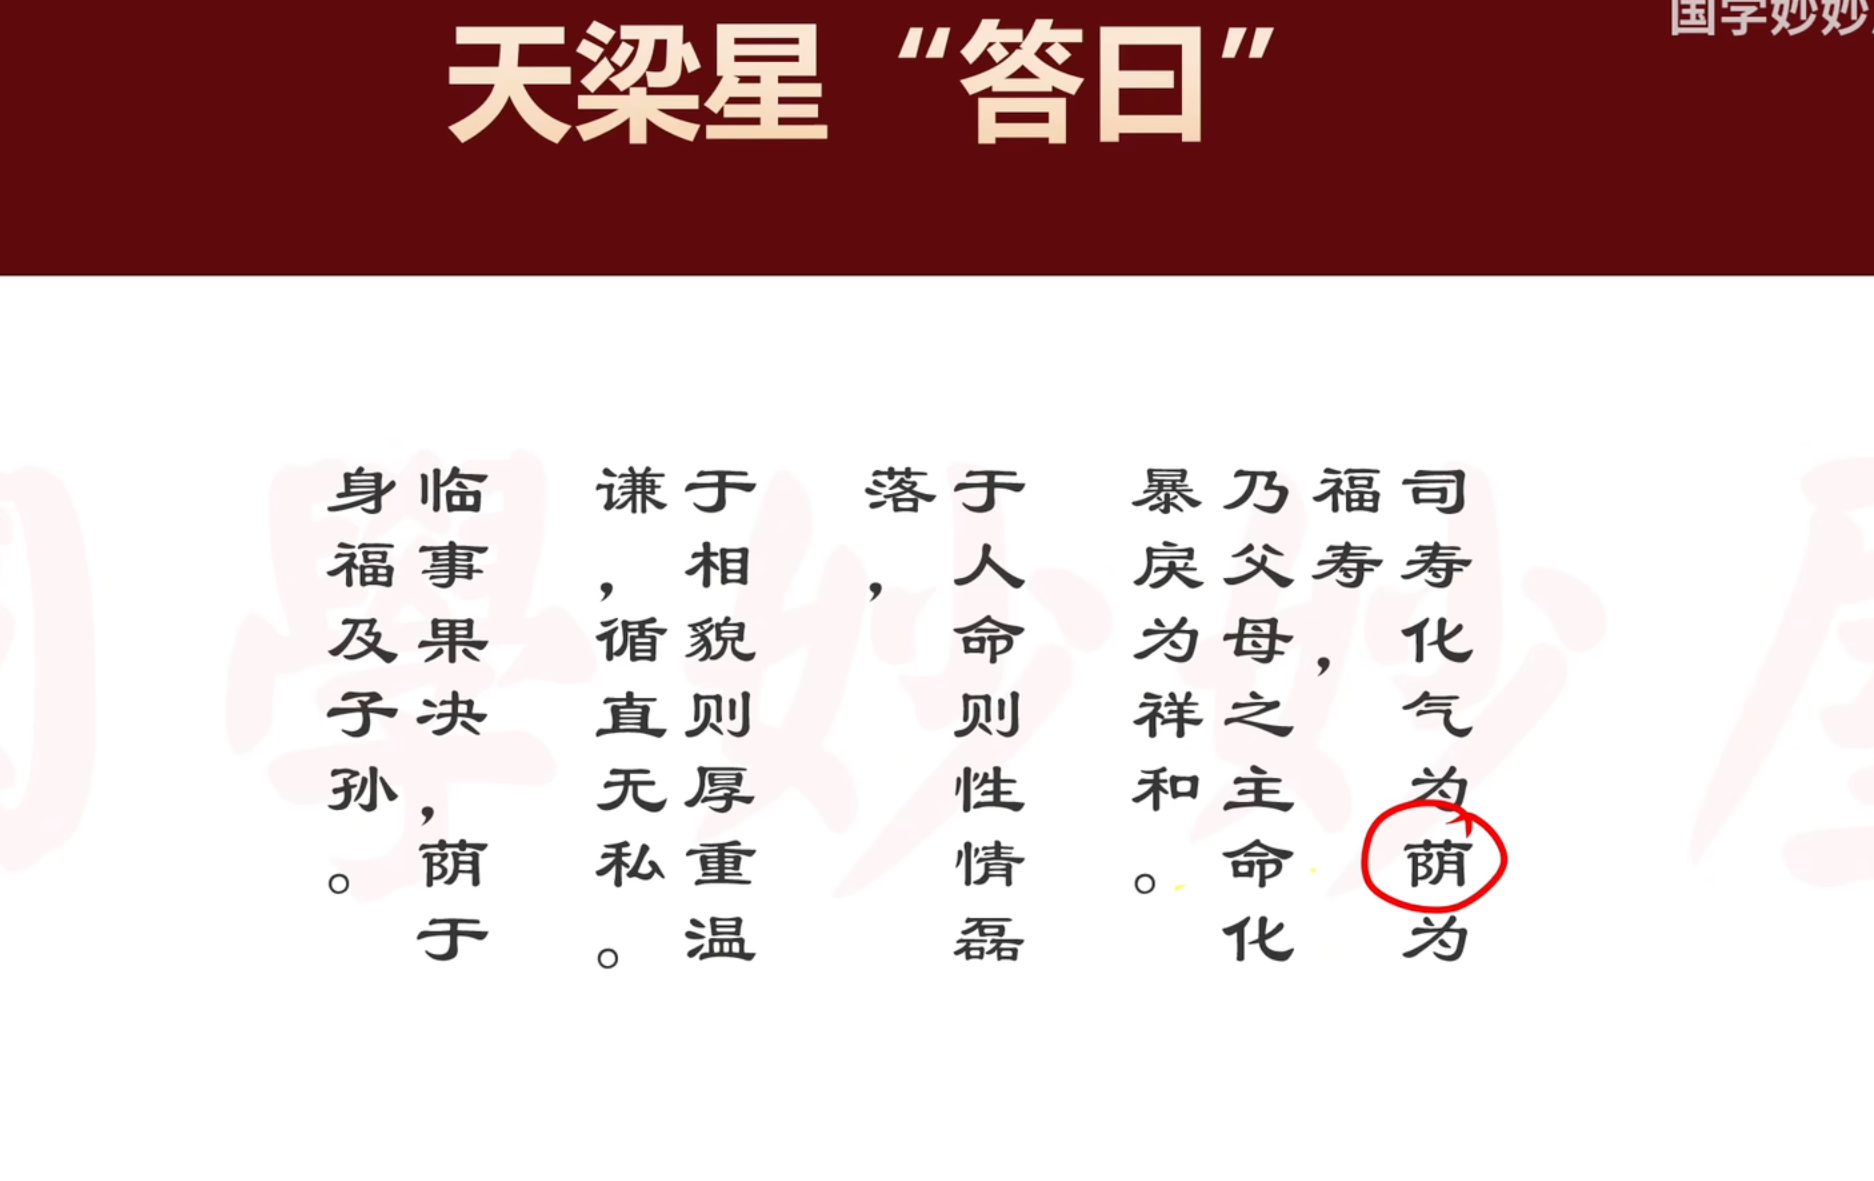 天梁星“答曰”
国学妙妙
司寿化气为荫为
福寿，
乃父母之主命化
暴戾为祥和。
于人命则性情磊
落，
于相貌则厚重温
谦，循直无私。
临事果决，荫于
身福及子孙。
學妙妙